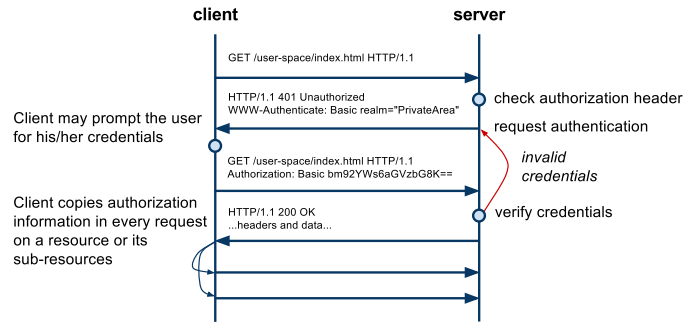 client
server
GET /user-space/index.html HTTP/1.1
HTTP/1.1 401 Unauthorized
WWW-Authenticate: Basic realm="PrivateArea"
check authorization header
request authentication
Client may prompt the user
for his/her credentials
GET /user-space/index.html HTTP/1.1
Authorization: Basic bm92YWs6aGVzbG8K==
invalid
credentials
Client copies authorization
information in every request
on a resource or its
sub-resources
HTTP/1.1 200 OK
...headers and data...
verify credentials